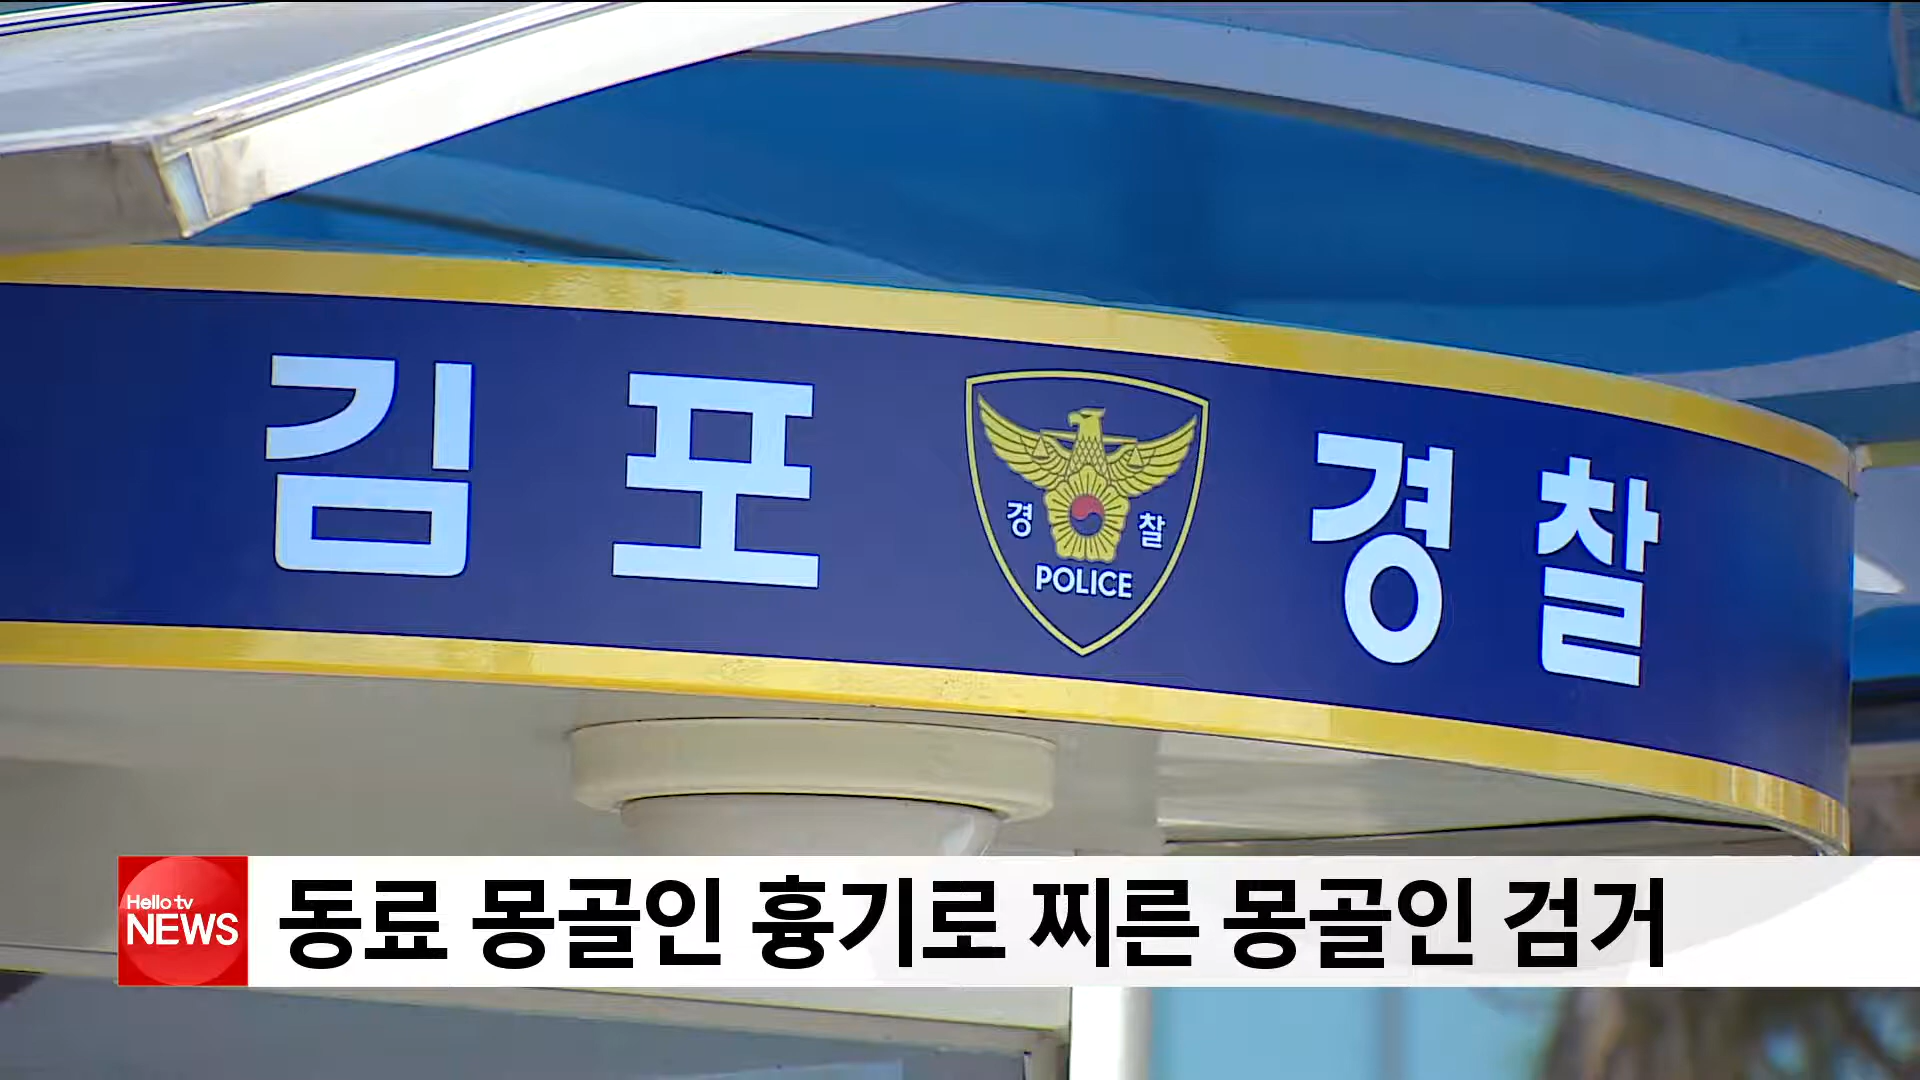 김포 경찰
경 찰
POLICE
Hello tv
NEWS
동료 몽골인 흉기로 찌른 몽골인 검거